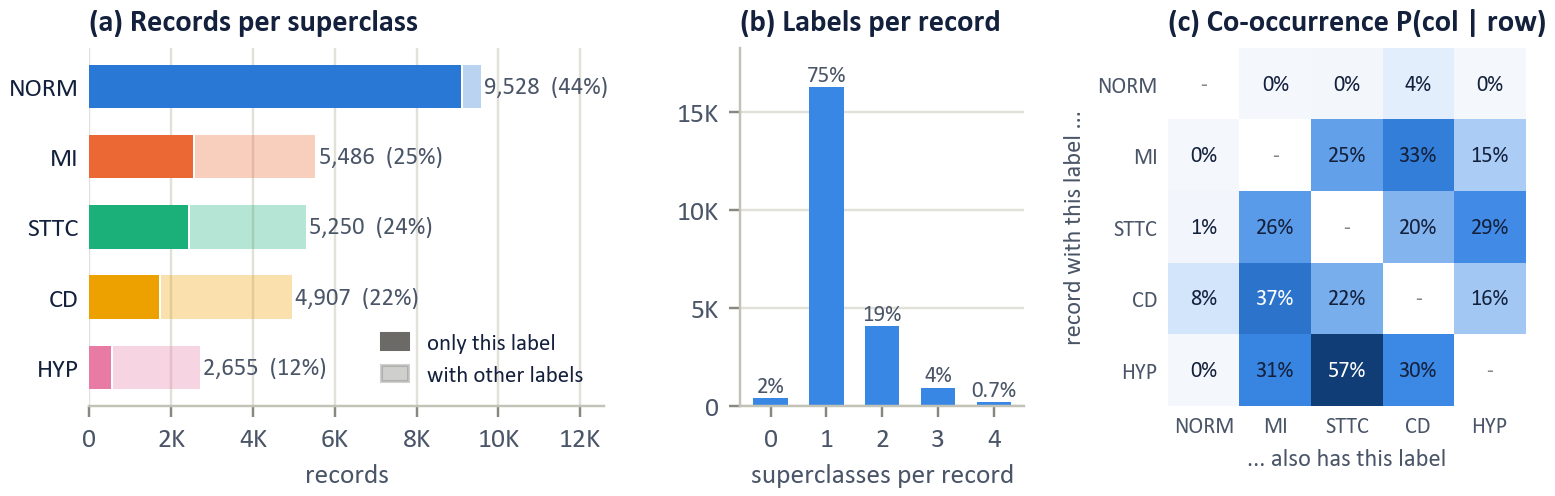 (a) Records per superclass
NORM
9,528 (44%)
MI
5,486 (25%)
STTC
5,250 (24%)
CD
4,907 (22%)
HYP
2,655 (12%)
only this label
with other labels
0 2K 4K 6K 8K 10K 12K
records
(b) Labels per record
15K
10K
5K
0
2%
75%
19%
4%
0.7%
0 1 2 3 4
superclasses per record
(c) Co-occurrence P(col | row)
record with this label ...
NORM - 0% 0% 4% 0%
MI 0% - 25% 33% 15%
STTC 1% 26% - 20% 29%
CD 8% 37% 22% - 16%
HYP 0% 31% 57% 30% -
NORM MI STTC CD HYP
... also has this label